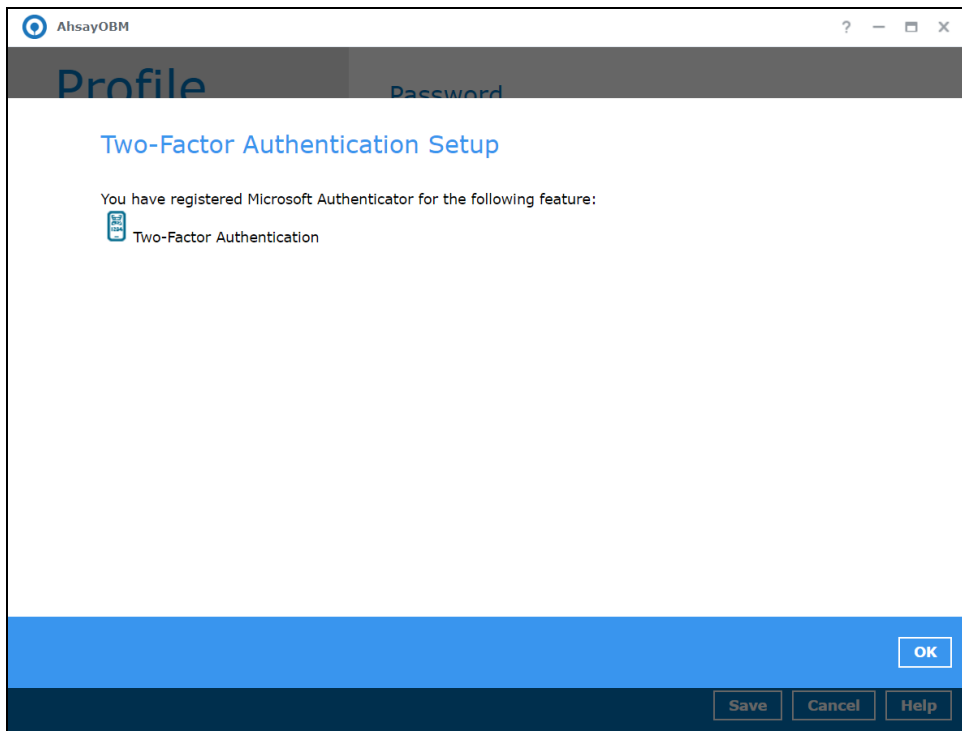 AhsayOBM
Profile
Password
Two-Factor Authentication Setup
You have registered Microsoft Authenticator for the following feature:
Two-Factor Authentication
OK
Save Cancel Help